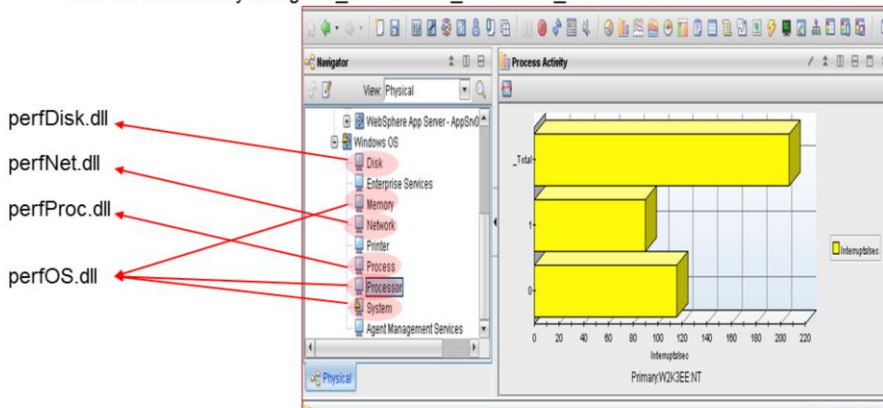 Navigator
Process Activity
View: Physical
WebSphere App Server - AppSrv0
Windows OS
Disk
Enterprise Services
Memory
Network
Printer
Process
Processor
System
Agent Management Services
Physical
perfDisk.dll
perfNet.dll
perfProc.dll
perfOS.dll
_Total
1
0
0 20 40 60 80 100 120 140 160 180 200 220
Interrupts/sec
Primary:W2K3EE:NT
Interrupts/sec